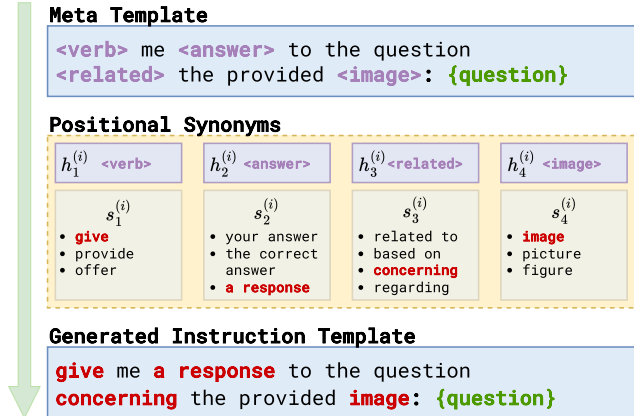 Meta Template
<verb> me <answer> to the question
<related> the provided <image>: {question}
Positional Synonyms
h₁⁽ⁱ⁾ <verb>
h₂⁽ⁱ⁾ <answer>
h₃⁽ⁱ⁾ <related>
h₄⁽ⁱ⁾ <image>
s₁⁽ⁱ⁾
• give
• provide
• offer
s₂⁽ⁱ⁾
• your answer
• the correct
answer
• a response
s₃⁽ⁱ⁾
• related to
• based on
• concerning
• regarding
s₄⁽ⁱ⁾
• image
• picture
• figure
Generated Instruction Template
give me a response to the question
concerning the provided image: {question}